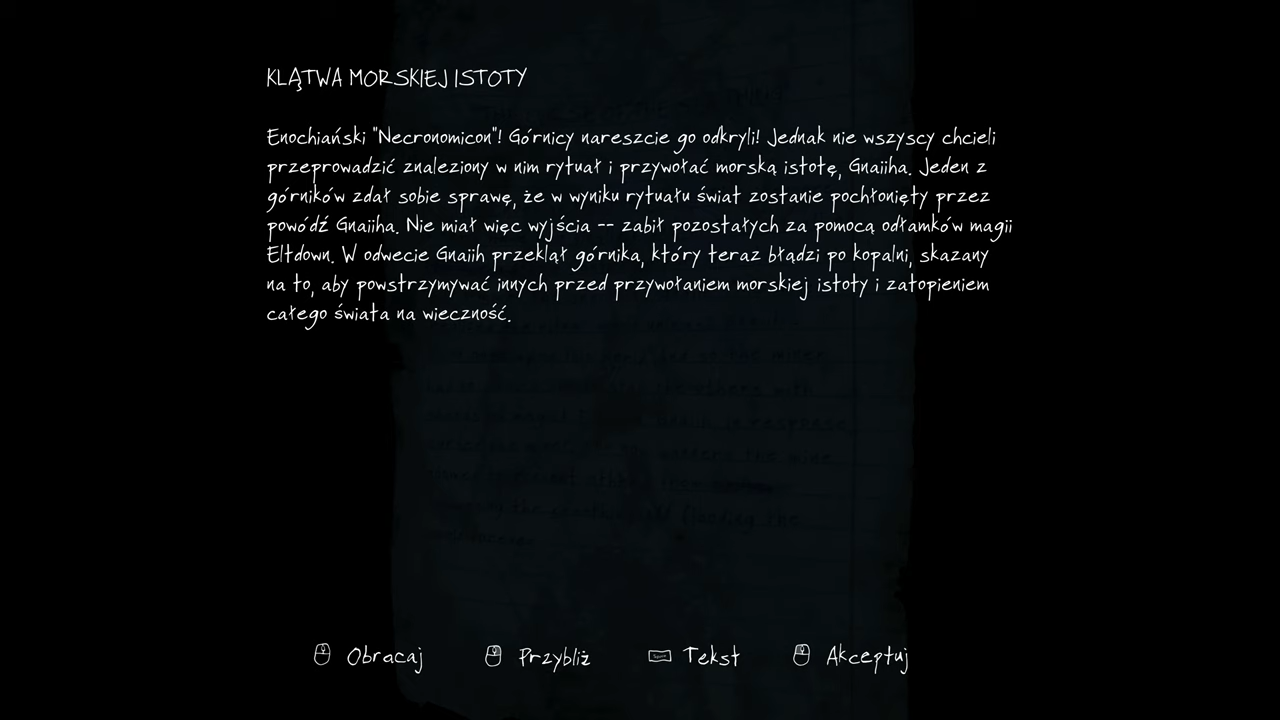 KLĄTWA MORSKIEJ ISTOTY
Enochiański "Necronomicon"! Górnicy nareszcie go odkryli! Jednak nie wszyscy chcieli
przeprowadzić znaleziony w nim rytuał i przywołać morską istotę, Gnaiiha. Jeden z
górników zdał sobie sprawę, że w wyniku rytuału świat zostanie pochłonięty przez
powódź Gnaiiha. Nie miał więc wyjścia -- zabił pozostałych za pomocą odłamków magii
Eltdown. W odwecie Gnaiih przeklął górnika, który teraz błądzi po kopalni, skazany
na to, aby powstrzymywać innych przed przywołaniem morskiej istoty i zatopieniem
całego świata na wieczność.
Obracaj Przybliż Tekst Akceptuj